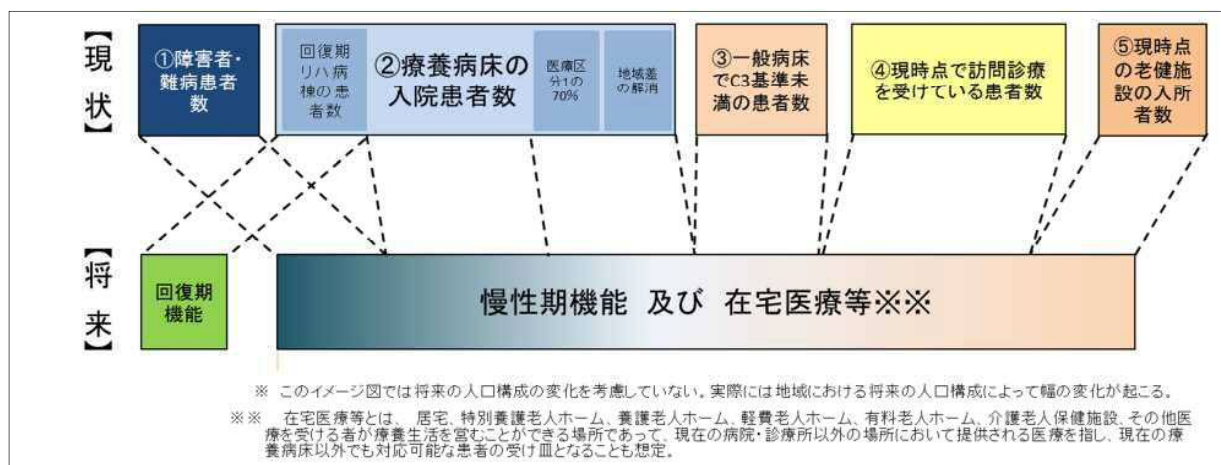 【現状】
①障害者・
難病患者
数
回復期
リハ病
棟の患
者数
②療養病床の
入院患者数
医療区
分1の
70%
地域差
の解消
③一般病床
でC3基準未
満の患者数
④現時点で訪問診療
を受けている患者数
⑤現時点
の老健施
設の入所
者数
【将来】
回復期
機能
慢性期機能 及び 在宅医療等※※
※ このイメージ図では将来の人口構成の変化を考慮していない。実際には地域における将来の人口構成によって幅の変化が起こる。
※※ 在宅医療等とは、居宅、特別養護老人ホーム、養護老人ホーム、軽費老人ホーム、有料老人ホーム、介護老人保健施設、その他医
療を受ける者が療養生活を営むことができる場所であって、現在の病院・診療所以外の場所において提供される医療を指し、現在の療
養病床以外でも対応可能な患者の受け皿となることも想定。